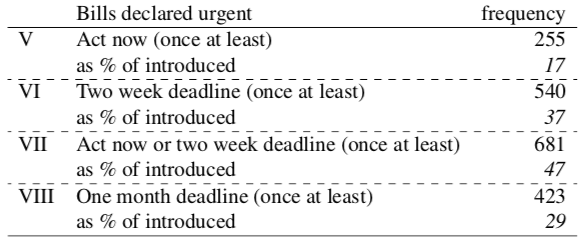 Bills declared urgent frequency
V Act now (once at least) 255
as % of introduced 17
VI Two week deadline (once at least) 540
as % of introduced 37
VII Act now or two week deadline (once at least) 681
as % of introduced 47
VIII One month deadline (once at least) 423
as % of introduced 29